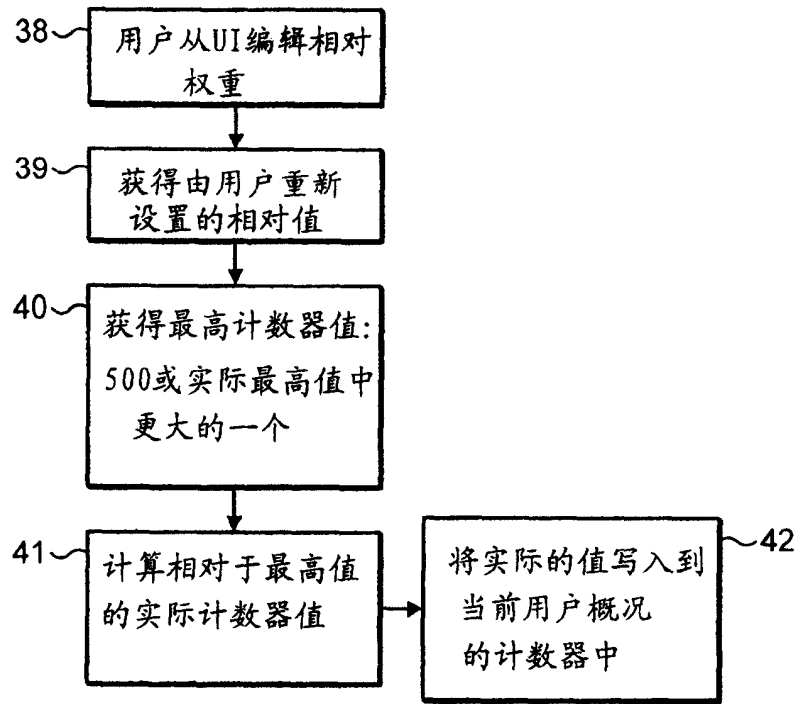 38
用户从UI编辑相对
权重
39
获得由用户重新
设置的相对值
40
获得最高计数器值:
500或实际最高值中
更大的一个
41
计算相对于最高值
的实际计数器值
42
将实际的值写入到
当前用户概况
的计数器中